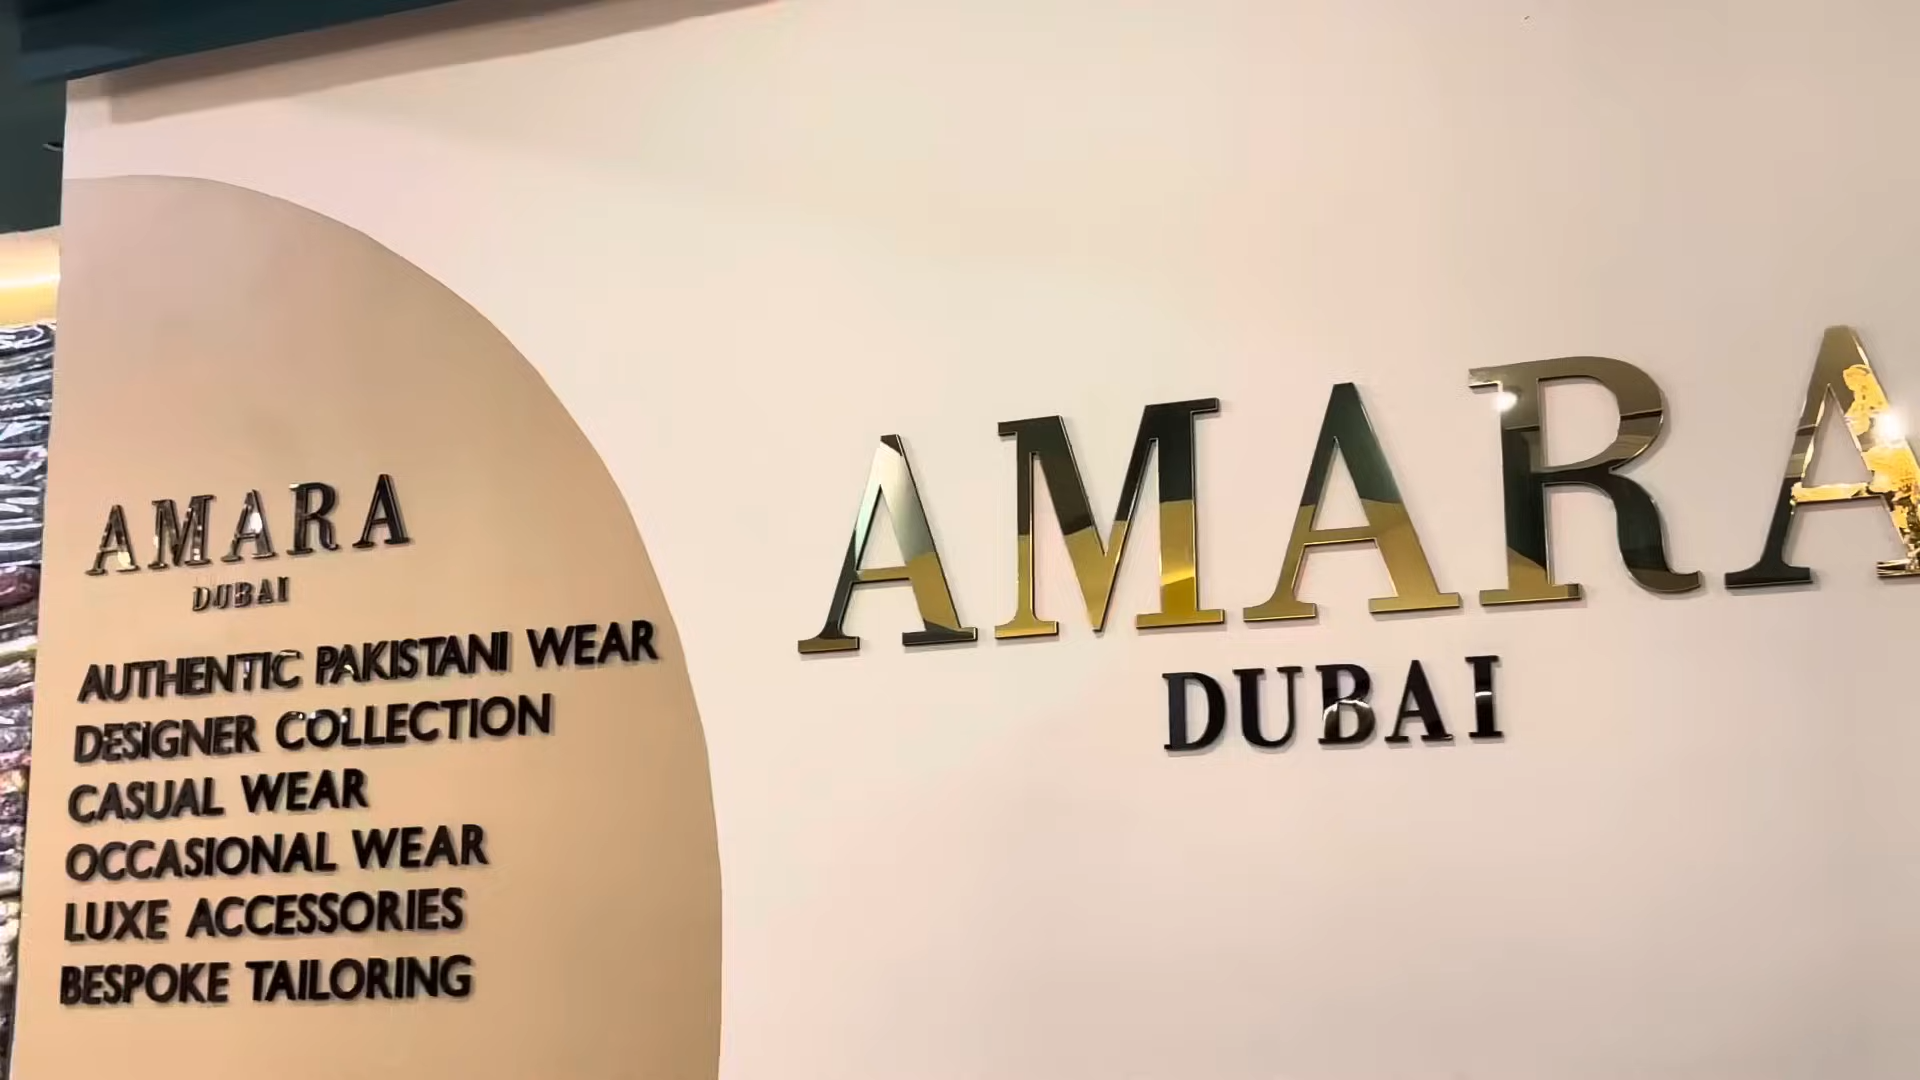 AMARA
DUBAI
AUTHENTIC PAKISTANI WEAR
DESIGNER COLLECTION
CASUAL WEAR
OCCASIONAL WEAR
LUXE ACCESSORIES
BESPOKE TAILORING
AMARA
DUBAI